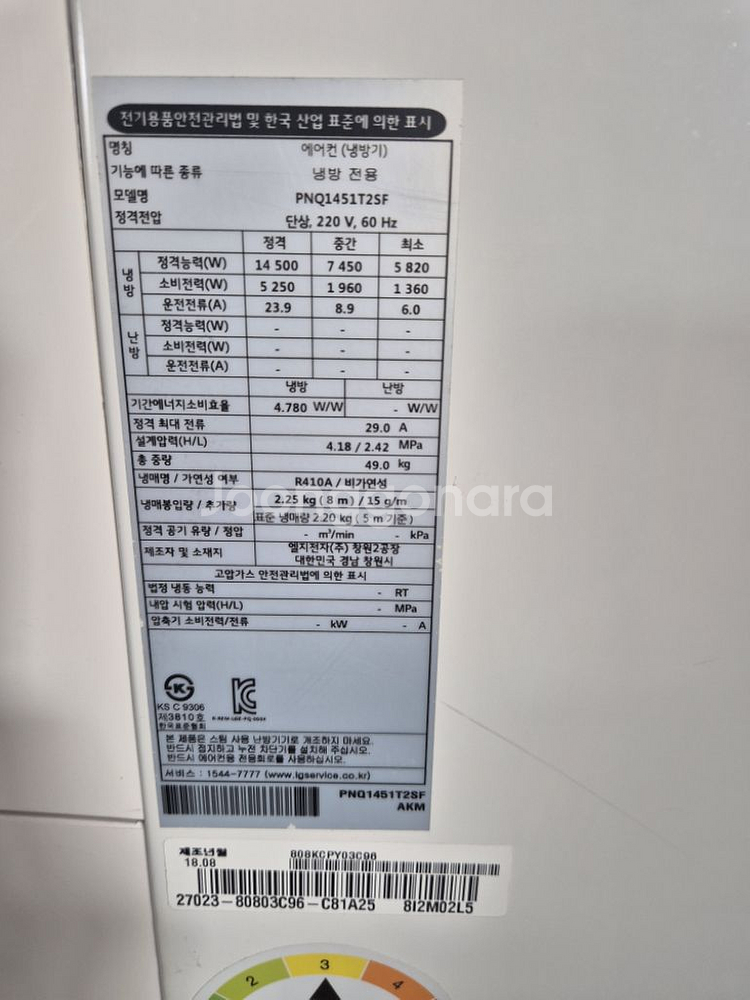 전기용품안전관리법 및 한국 산업 표준에 의한 표시
명칭 에어컨 (냉방기)
기능에 따른 종류 냉방 전용
모델명 PNQ1451T2SF
정격전압 단상, 220 V, 60 Hz
정격 중간 최소
냉방 정격능력(W) 14 500 7 450 5 820
소비전력(W) 5 250 1 960 1 360
운전전류(A) 23.9 8.9 6.0
난방 정격능력(W) - - -
소비전력(W) - - -
운전전류(A) - - -
냉방 난방
기간에너지소비효율 4.780 W/W - W/W
정격 최대 전류 29.0 A
설계압력(H/L) 4.18 / 2.42 MPa
총 중량 49.0 kg
냉매명 / 가연성 여부 R410A / 비가연성
냉매봉입량 / 추가량 2.25 kg ( 8 m ) / 15 g/m
표준 냉매량 2.20 kg ( 5 m 기준 )
정격 공기 유량 / 정압 - m³/min - kPa
제조자 및 소재지 엘지전자(주) 창원2공장
대한민국 경남 창원시
고압가스 안전관리법에 의한 표시
법정 냉동 능력 - RT
내압 시험 압력(H/L) - MPa
압축기 소비전력/전류 - kW - A
KS C 9306
제3810호
한국표준협회
본 제품은 스팀 사용 난방기기로 개조하지 마세요.
반드시 접지하고 누전 차단기를 설치해 주십시오.
반드시 에어컨용 전용회로를 사용하십시오.
서비스 : 1544-7777 (www.lgservice.co.kr)
PNQ1451T2SF
AKM
제조년월 808KCPY03C96
18.08
27023-80803C96-C81A25 8I2M02L5
2 3 4
Joongonara